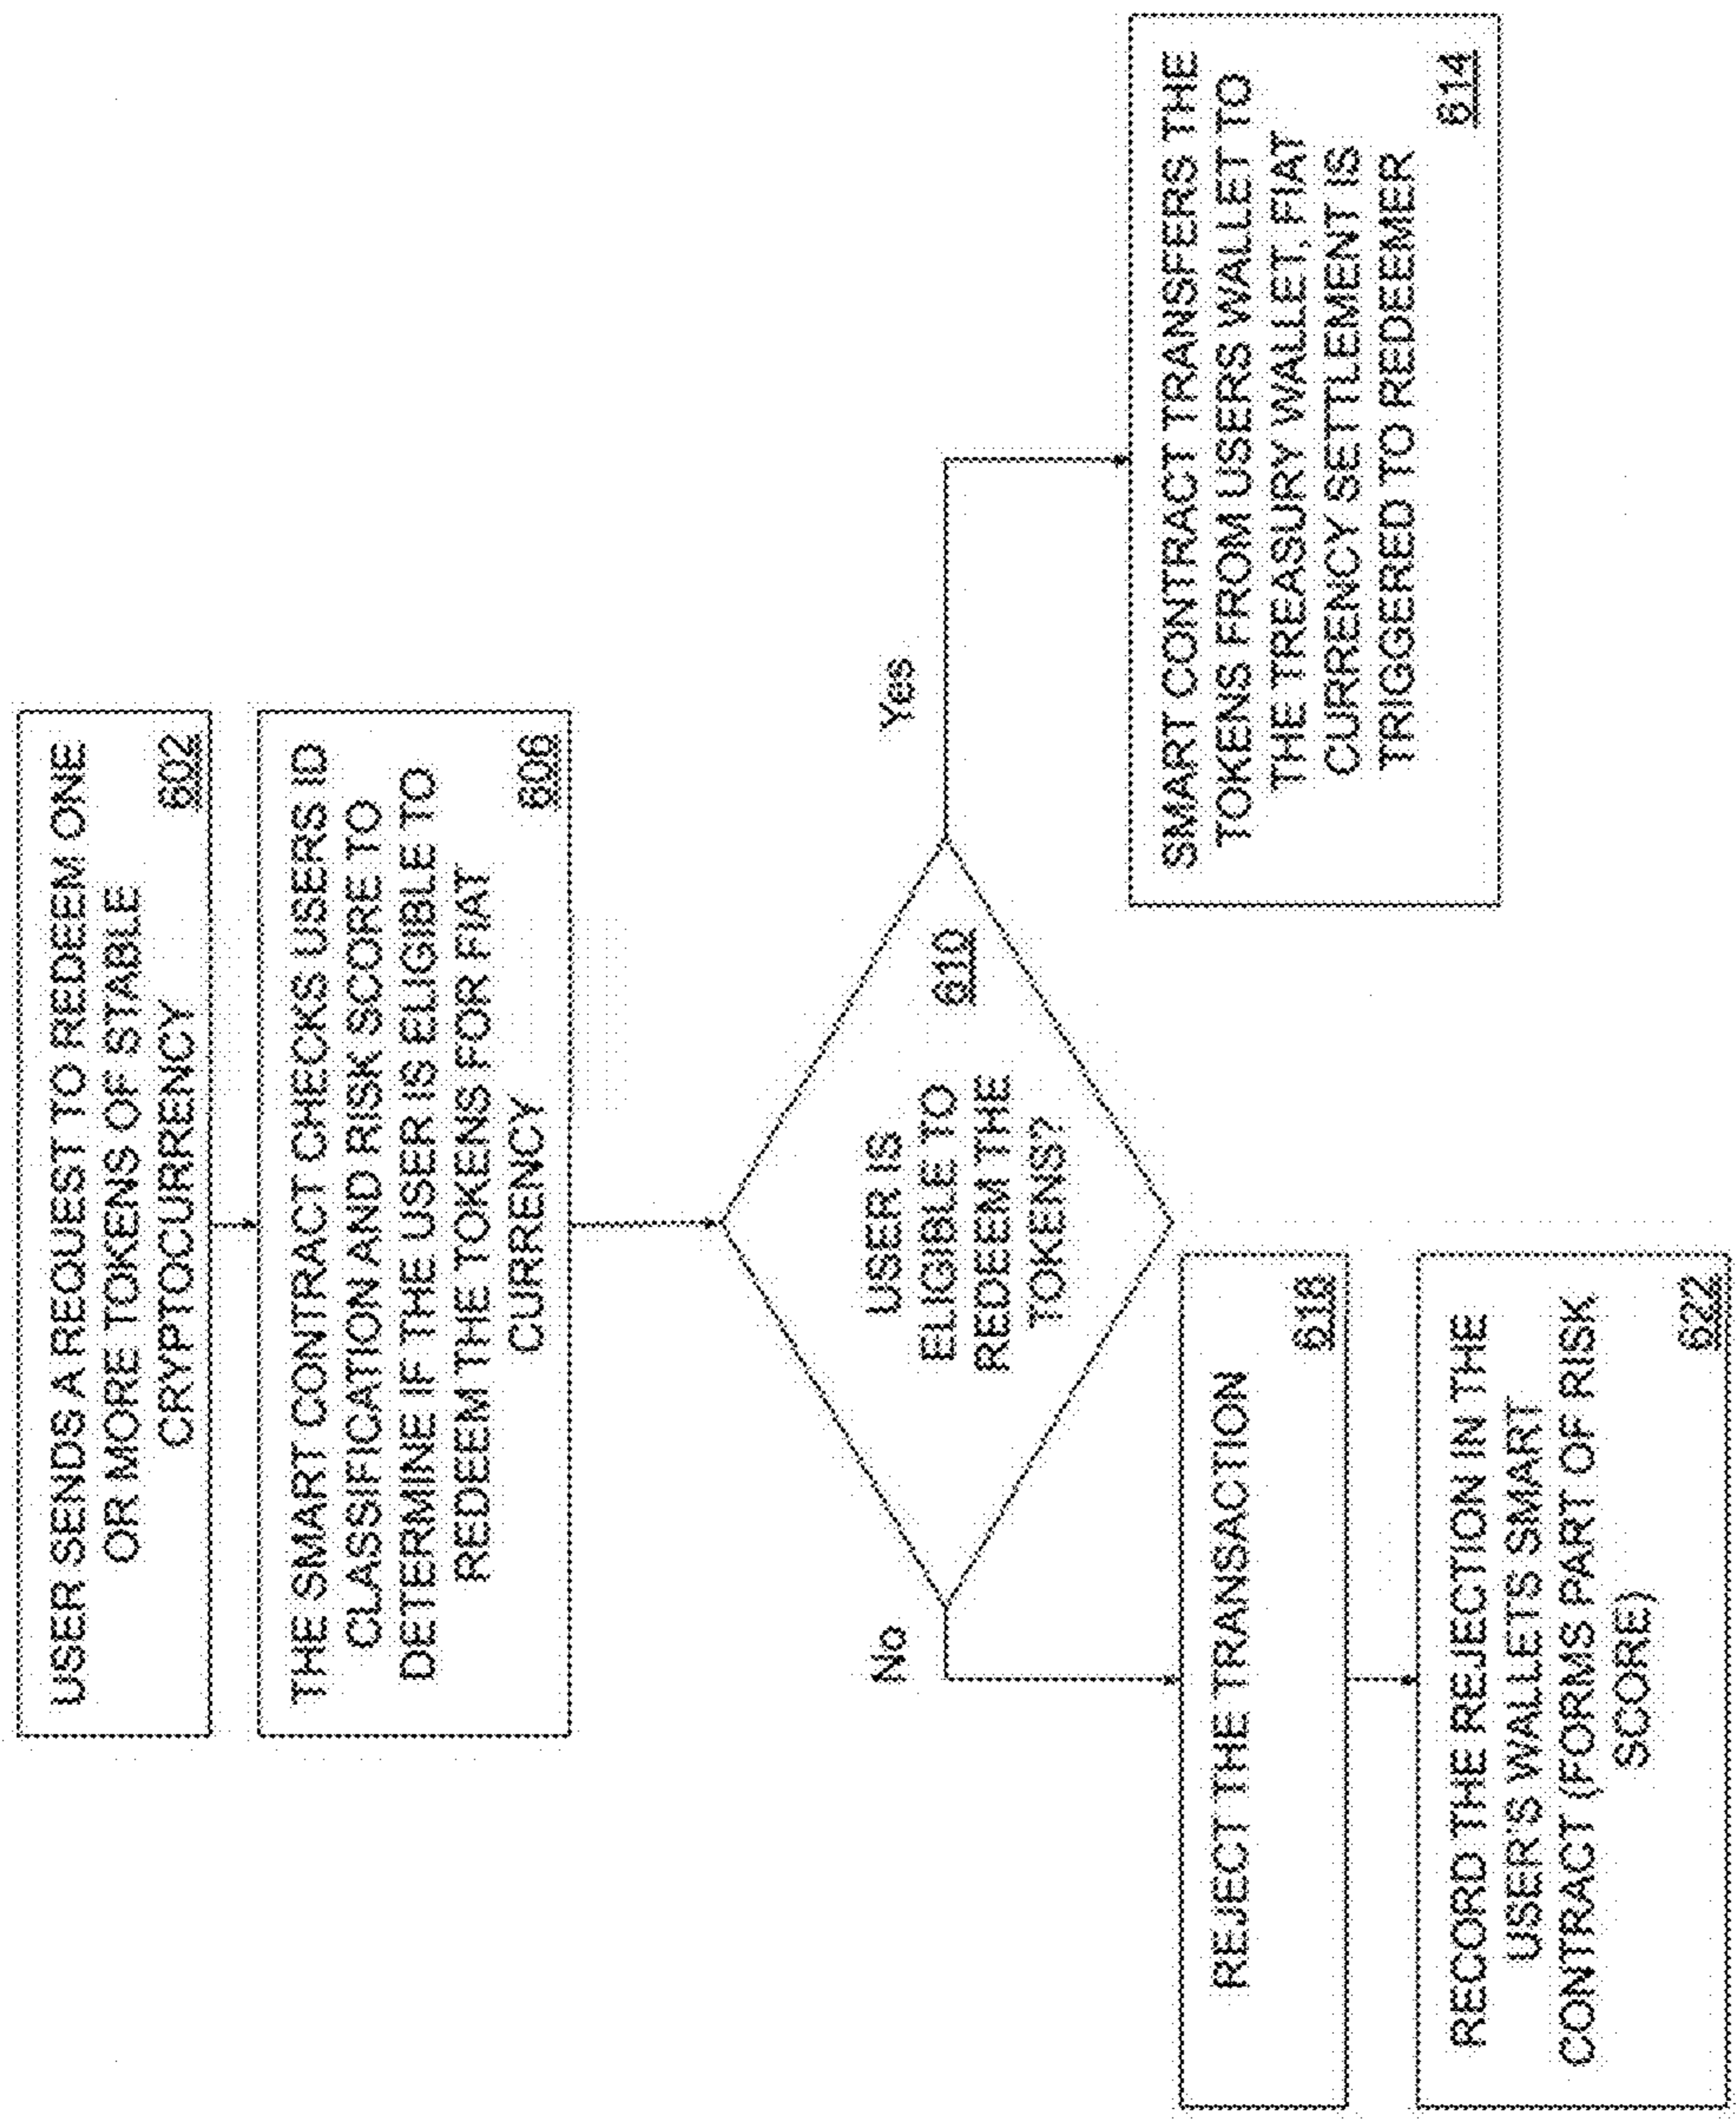 USER SENDS A REQUEST TO REDEEM ONE
OR MORE TOKENS OF STABLE
CRYPTOCURRENCY
602
THE SMART CONTRACT CHECKS USERS ID
CLASSIFICATION AND RISK SCORE TO
DETERMINE IF THE USER IS ELIGIBLE TO
REDEEM THE TOKENS FOR FIAT
CURRENCY
606
USER IS
ELIGIBLE TO
REDEEM THE
TOKENS?
610
No
Yes
REJECT THE TRANSACTION
618
RECORD THE REJECTION IN THE
USER'S WALLETS SMART
CONTRACT (FORMS PART OF RISK
SCORE)
622
SMART CONTRACT TRANSFERS THE
TOKENS FROM USERS WALLET TO
THE TREASURY WALLET, FIAT
CURRENCY SETTLEMENT IS
TRIGGERED TO REDEEMER
614